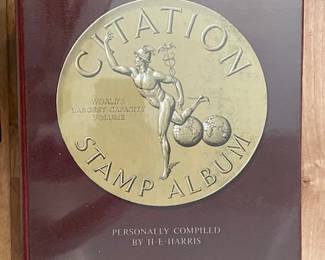 CITATION
WORLD'S
LARGEST CAPACITY
VOLUME
STAMP ALBUM
PERSONALLY COMPILED
BY H·E·HARRIS